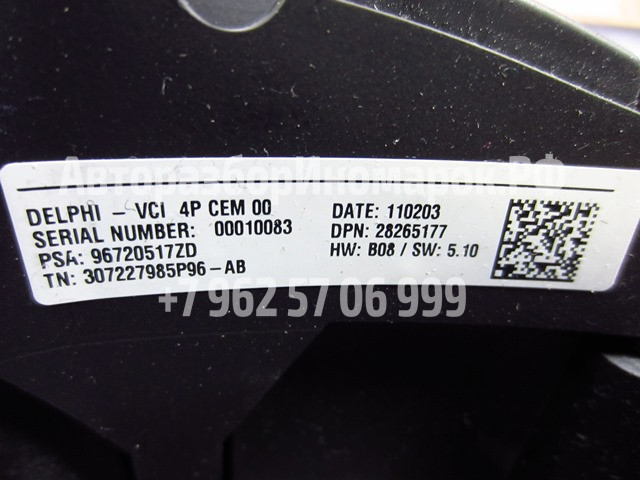 АвторазборИномарок.РФ
DELPHI - VCI 4P CEM 00
SERIAL NUMBER: 00010083
PSA: 96720517ZD
TN: 307227985P96-AB
DATE: 110203
DPN: 28265177
HW: B08 / SW: 5.10
+7 962 57 06 999